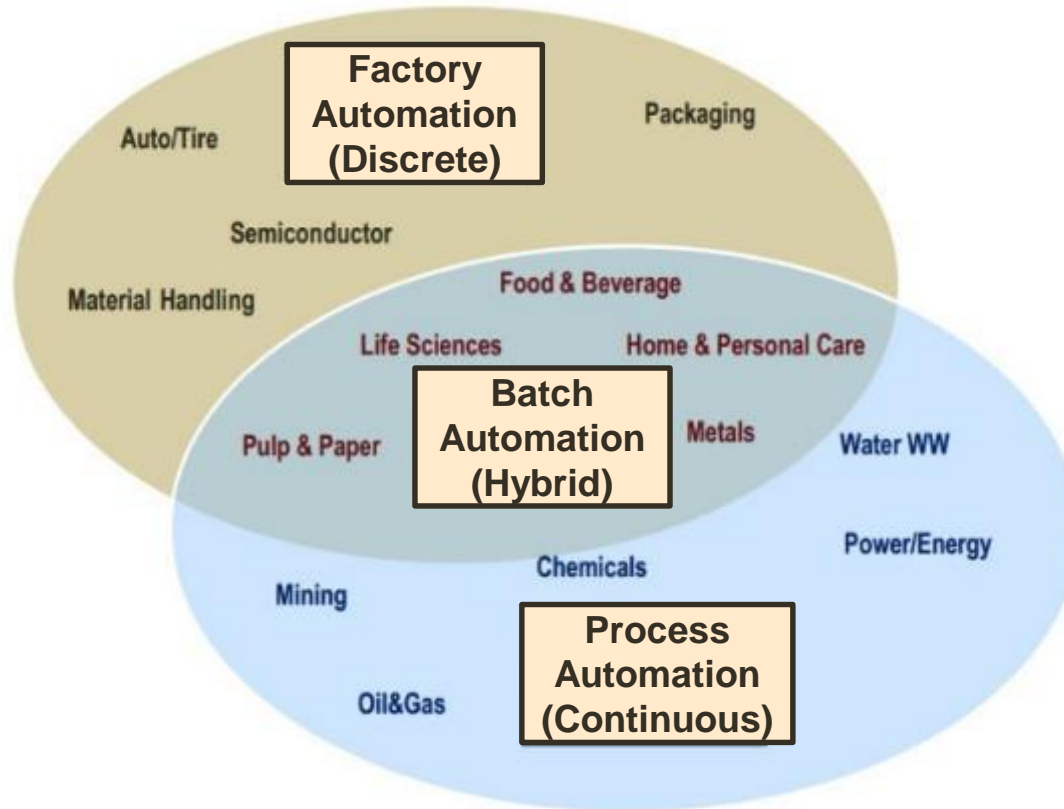 Factory
Automation
(Discrete)
Packaging
Auto/Tire
Semiconductor
Material Handling
Food & Beverage
Life Sciences
Home & Personal Care
Batch
Automation
(Hybrid)
Pulp & Paper
Metals
Water WW
Power/Energy
Chemicals
Mining
Process
Automation
(Continuous)
Oil&Gas